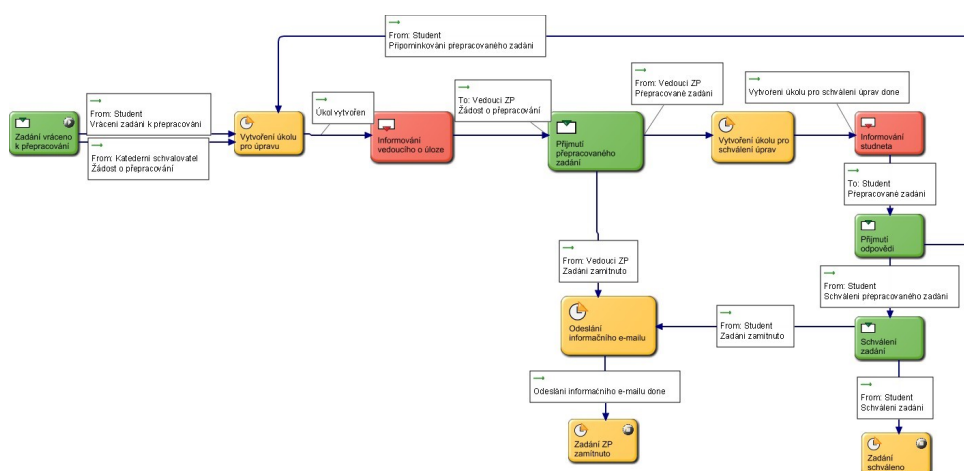 From: Student
Připomínkování přepracovaného zadání
From: Student
Vrácení zadání k přepracování
Úkol vytvořen
To: Vedoucí ZP
Žádost o přepracování
From: Vedoucí ZP
Přepracované zadání
Vytvoření úkolu pro schválení úprav done
Zadání vráceno
k přepracování
Vytvoření úkolu
pro úpravu
Informování
vedoucího o úloze
Přijmutí
přepracovaného
zadání
Vytvoření úkolu pro
schválení úprav
Informování
studneta
From: Katederní schvalovatel
Žádost o přepracování
To: Student
Přepracované zadání
Přijmutí
odpovědi
From: Vedoucí ZP
Zadání zamítnuto
From: Student
Schválení přepracovaného zadání
Odeslání
informačního e-mailu
From: Student
Zadání zamítnuto
Schválení
zadání
Odeslání informačního e-mailu done
From: Student
Schválení zadání
Zadání ZP
zamítnuto
Zadání
schváleno